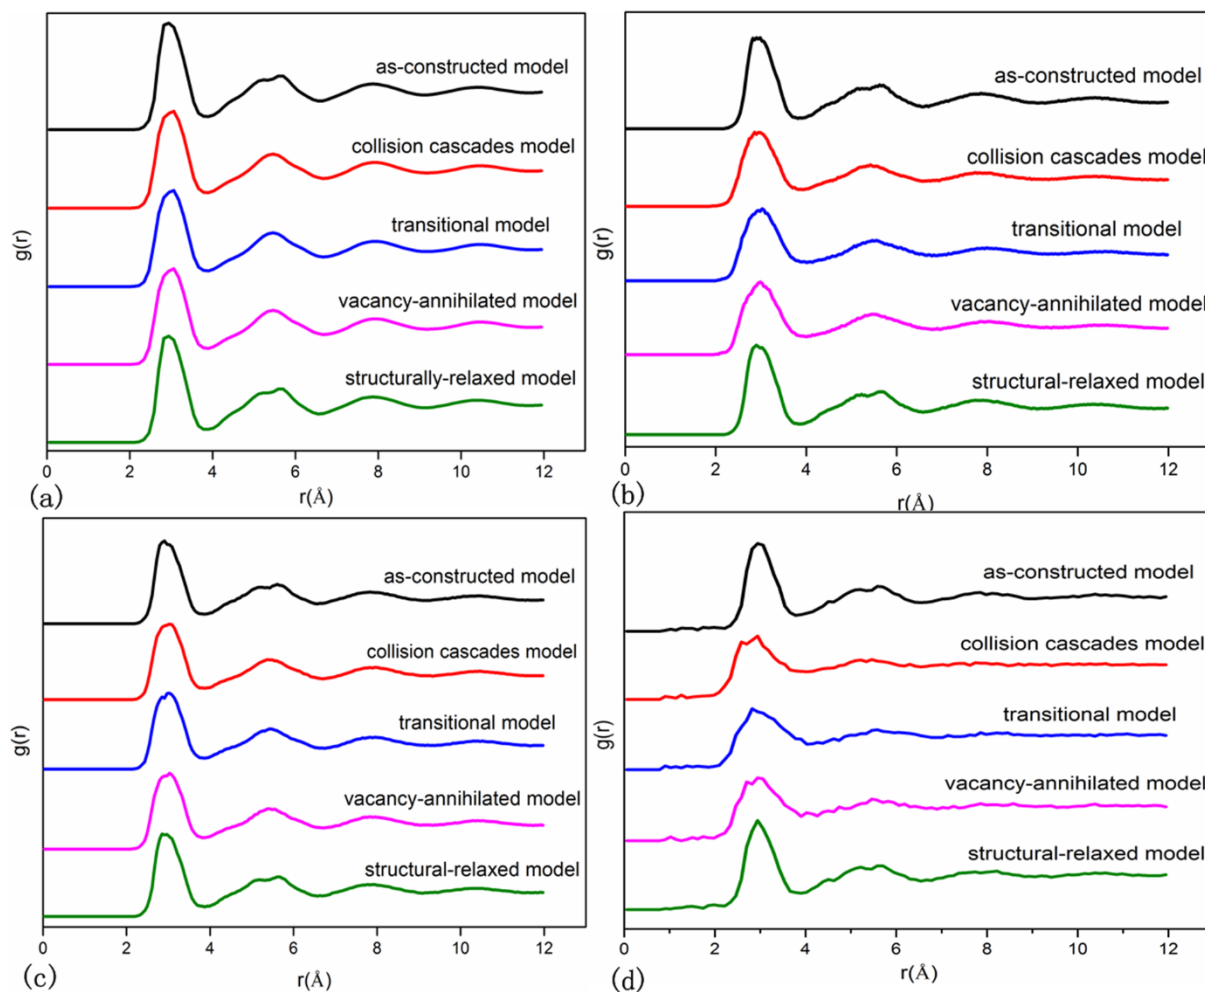 as-constructed model
collision cascades model
transitional model
vacancy-annihilated model
structurally-relaxed model
g(r)
0 2 4 6 8 10 12
(a)
r(Å)
as-constructed model
collision cascades model
transitional model
vacancy-annihilated model
structural-relaxed model
g(r)
0 2 4 6 8 10 12
(b)
r(Å)
as-constructed model
collision cascades model
transitional model
vacancy-annihilated model
structural-relaxed model
g(r)
0 2 4 6 8 10 12
(c)
r(Å)
as-constructed model
collision cascades model
transitional model
vacancy-annihilated model
structural-relaxed model
g(r)
0 2 4 6 8 10 12
(d)
r(Å)